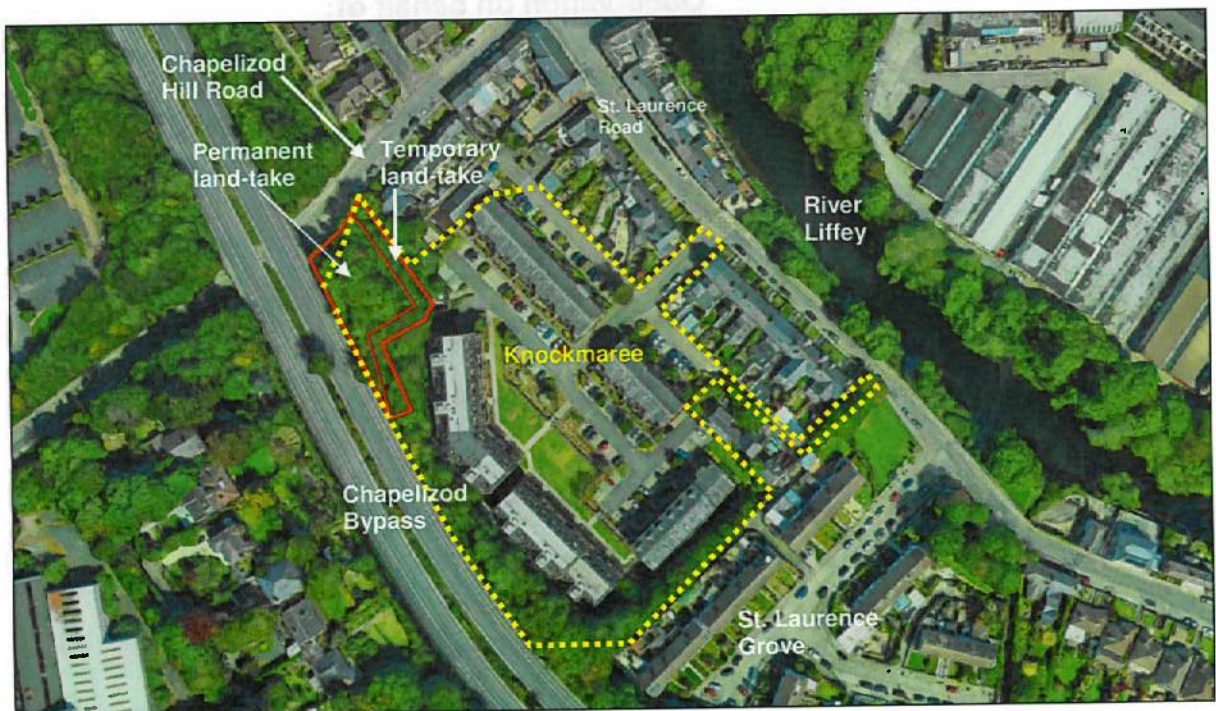 Chapelizod
Hill Road
St. Laurence
Road
Permanent
land-take
Temporary
land-take
River
Liffey
Knockmaree
Chapelizod
Bypass
St. Laurence
Grove